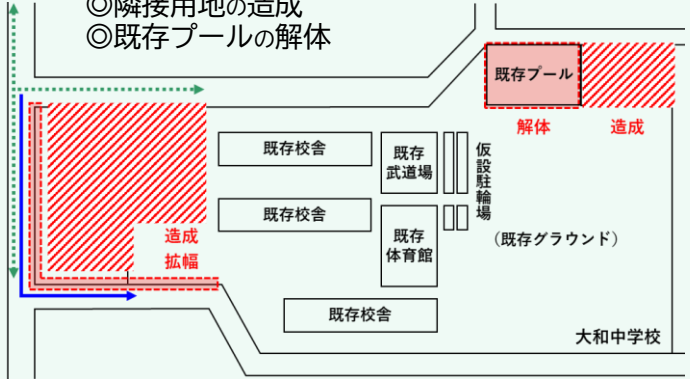 ◎隣接用地の造成
◎既存プールの解体
既存プール
解体
造成
既存校舎
既存
武道場
仮設駐輪場
既存校舎
造成
拡幅
既存
体育館
（既存グラウンド）
既存校舎
大和中学校